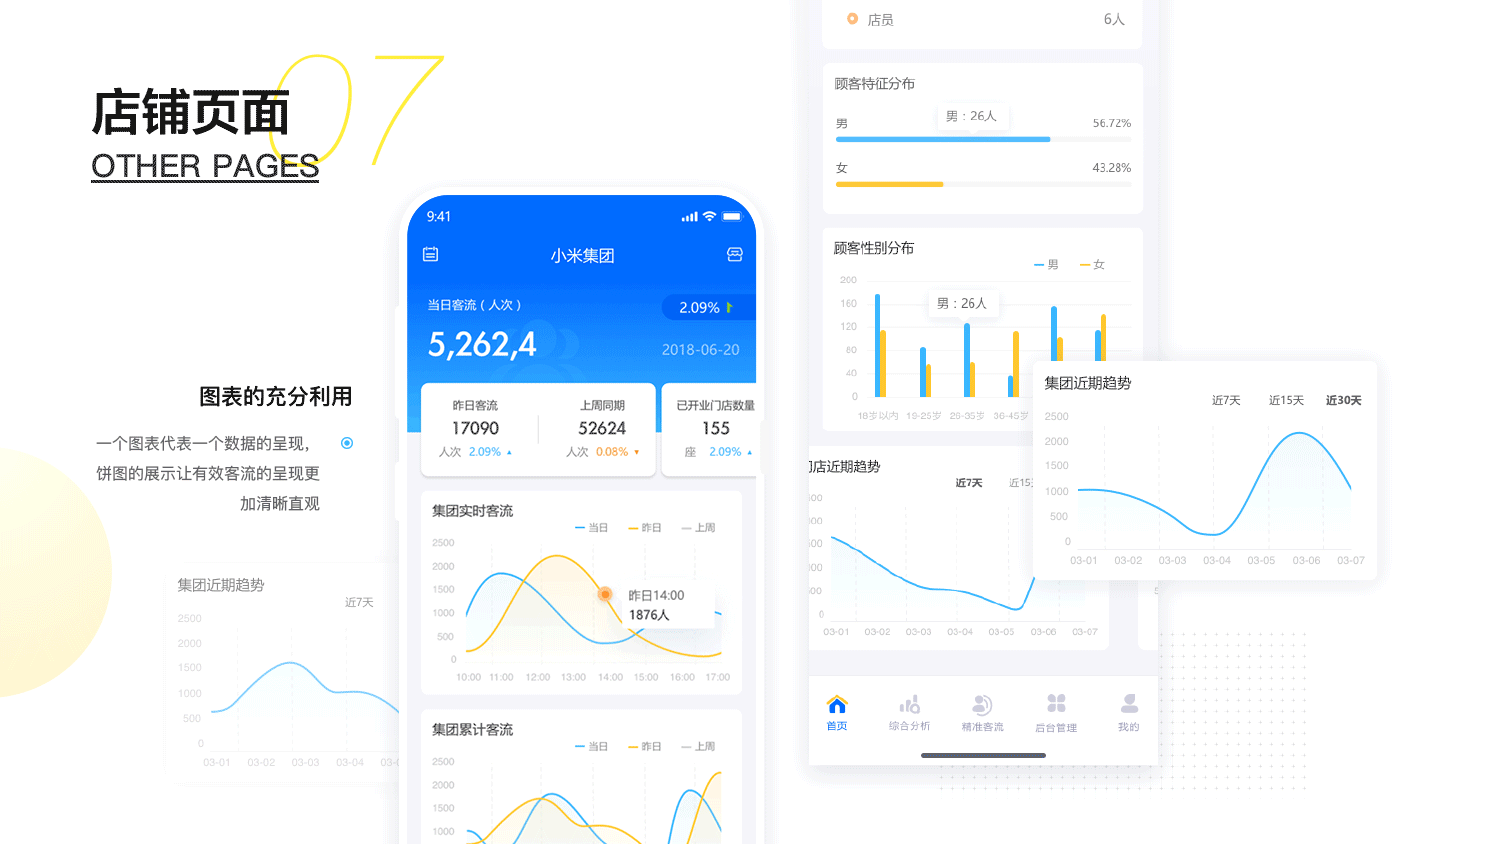 07
店铺页面
OTHER PAGES
图表的充分利用
一个图表代表一个数据的呈现，
饼图的展示让有效客流的呈现更
加清晰直观
集团近期趋势
近7天
2500
2000
1500
1000
500
0
03-01 03-02 03-03 03-04
9:41
小米集团
当日客流（人次）
2.09%
5,262,4
2018-06-20
昨日客流 上周同期 已开业门店数量
17090 52624 155
人次 2.09% 人次 0.08% 座 2.09%
集团实时客流
当日 昨日 上周
2500
2000
1500
1000
500
0
昨日14:00
1876人
10:00 11:00 12:00 13:00 14:00 15:00 16:00 17:00
集团累计客流
当日 昨日 上周
2500
2000
1500
1000
店员 6人
顾客特征分布
男 男：26人 56.72%
女 43.28%
顾客性别分布
男 女
200
160
120
80
40
0
男：26人
18岁以内 19-25岁 26-35岁 36-45岁
门店近期趋势
近7天 近15
0
03-01 03-02 03-03 03-04 03-05 03-06 03-07
集团近期趋势
近7天 近15天 近30天
2500
2000
1500
1000
500
0
03-01 03-02 03-03 03-04 03-05 03-06 03-07
首页 综合分析 精准客流 后台管理 我的